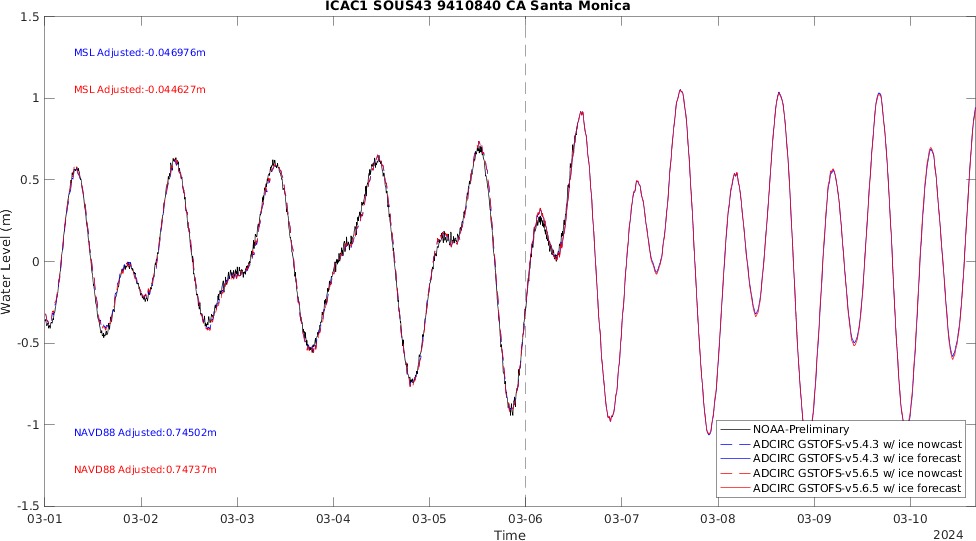 ICAC1 SOUS43 9410840 CA Santa Monica
1.5
MSL Adjusted:-0.046976m
MSL Adjusted:-0.044627m
1
0.5
0
-0.5
-1
-1.5
Water Level (m)
NAVD88 Adjusted:0.74502m
NAVD88 Adjusted:0.74737m
NOAA-Preliminary
ADCIRC GSTOFS-v5.4.3 w/ ice nowcast
ADCIRC GSTOFS-v5.4.3 w/ ice forecast
ADCIRC GSTOFS-v5.6.5 w/ ice nowcast
ADCIRC GSTOFS-v5.6.5 w/ ice forecast
03-01 03-02 03-03 03-04 03-05 03-06 03-07 03-08 03-09 03-10
Time
2024